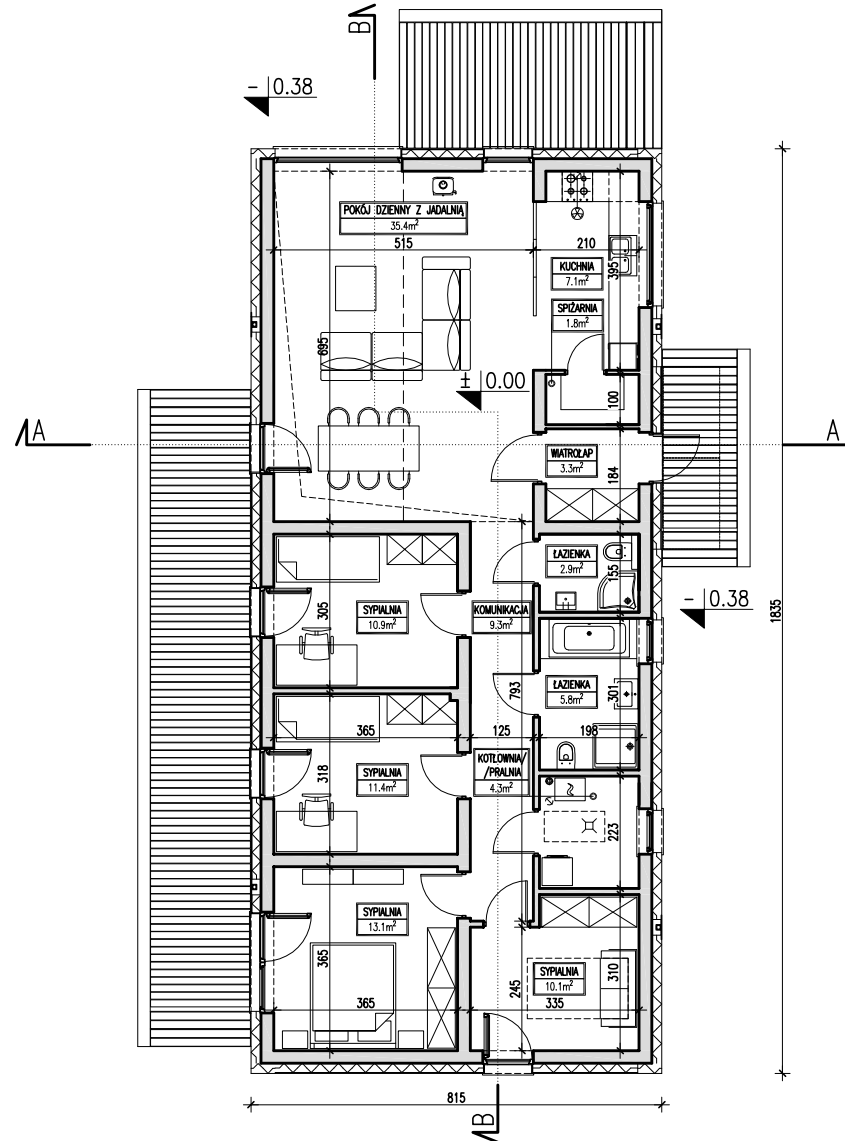 B
- 0.38
POKÓJ DZIENNY Z JADALNIĄ
35.4m²
515
210
KUCHNIA
7.1m²
395
SPIŻARNIA
1.8m²
695
± 0.00
100
A
A
WIATROŁAP
3.3m²
184
ŁAZIENKA
2.9m²
155
305
SYPIALNIA
10.9m²
KOMUNIKACJA
9.3m²
- 0.38
1835
793
ŁAZIENKA
5.8m²
301
365
125
198
318
SYPIALNIA
11.4m²
KOTŁOWNIA/
/PRALNIA
4.3m²
223
SYPIALNIA
13.1m²
365
245
SYPIALNIA
10.1m²
310
365
335
815
B